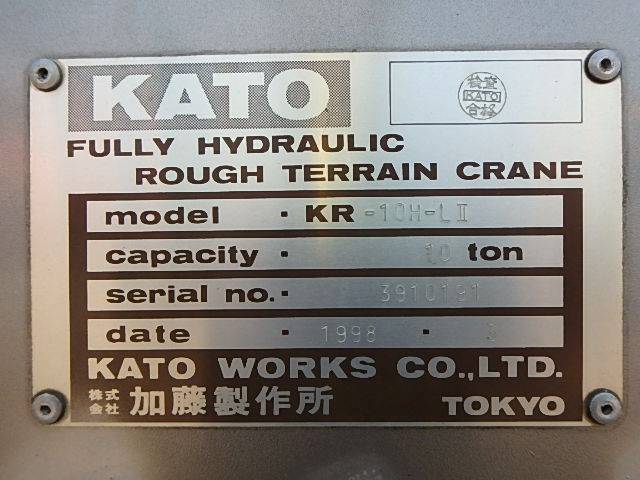 KATO
検査
KATO
合格
FULLY HYDRAULIC
ROUGH TERRAIN CRANE
model · KR-10H-LⅡ
capacity · 10 ton
serial no. · 3910191
date · 1998 ·
KATO WORKS CO.,LTD.
株式会社 加藤製作所 TOKYO